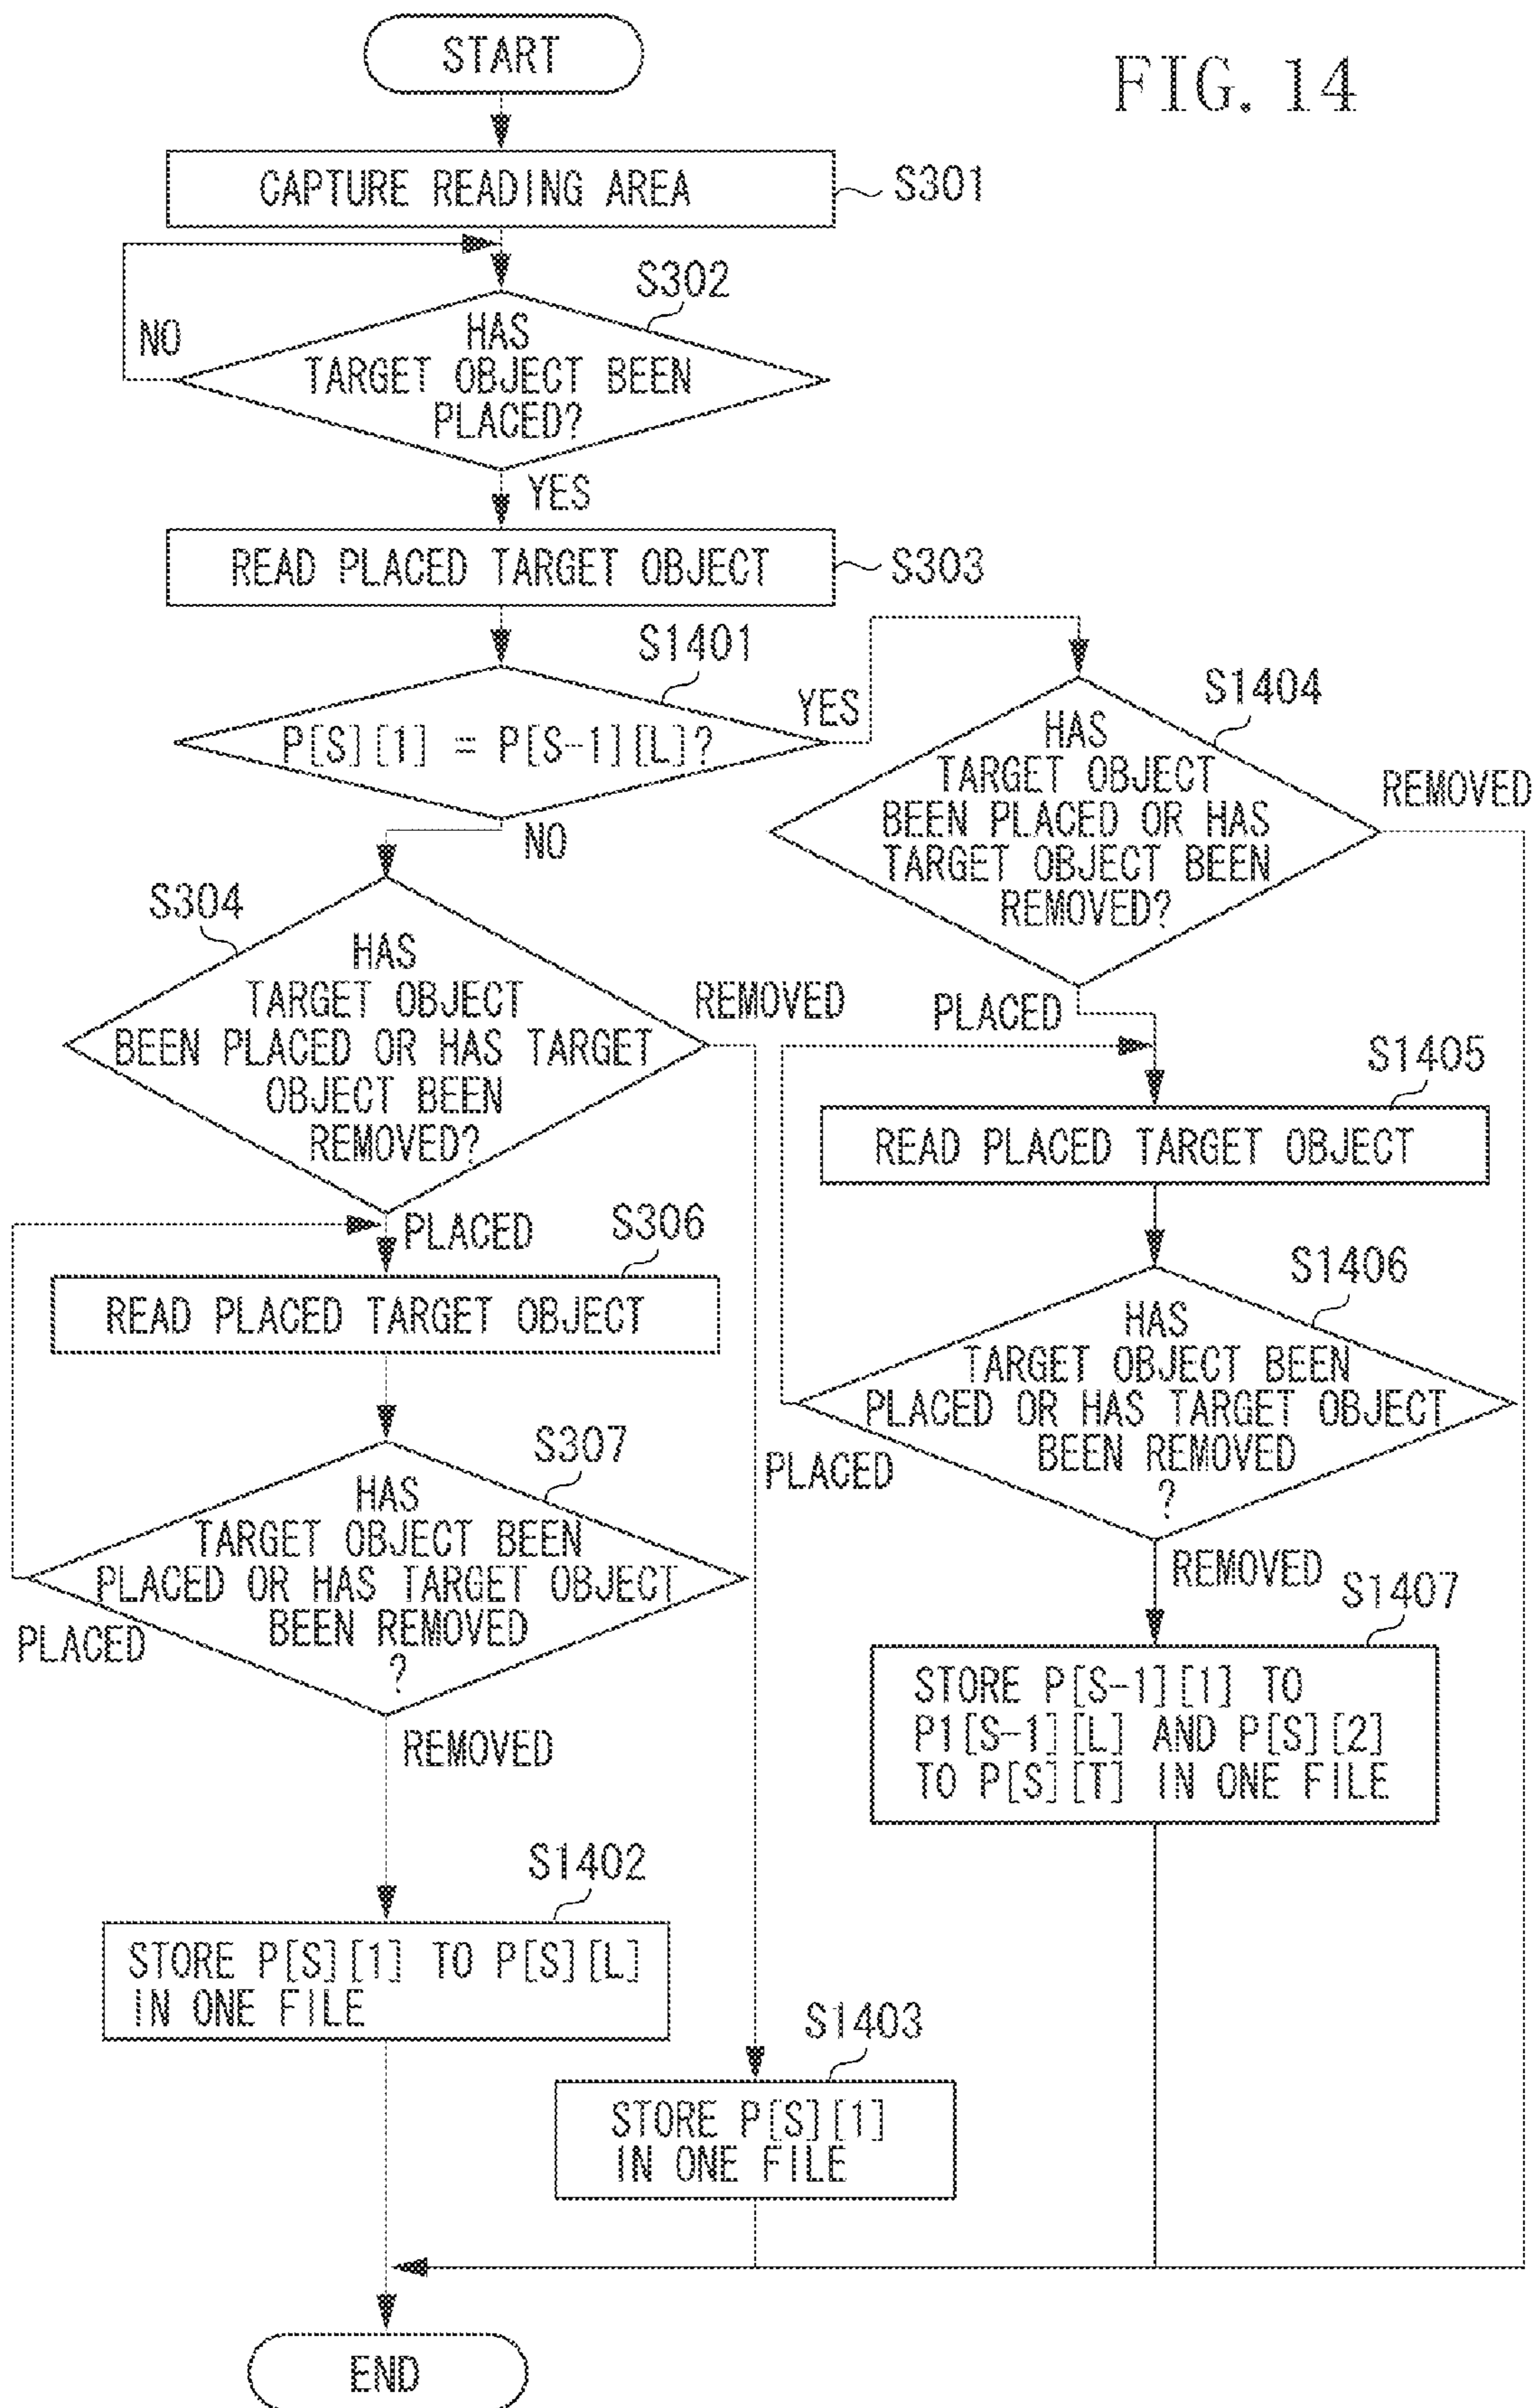 FIG. 14
START
CAPTURE READING AREA
S301
S302
HAS
TARGET OBJECT BEEN
PLACED?
NO
YES
READ PLACED TARGET OBJECT
S303
S1401
P[S][1] = P[S-1][L]?
YES
NO
S1404
HAS
TARGET OBJECT
BEEN PLACED OR HAS
TARGET OBJECT BEEN
REMOVED?
REMOVED
PLACED
S304
HAS
TARGET OBJECT
BEEN PLACED OR HAS TARGET
OBJECT BEEN
REMOVED?
REMOVED
PLACED
S1405
READ PLACED TARGET OBJECT
S306
READ PLACED TARGET OBJECT
S1406
HAS
TARGET OBJECT BEEN
PLACED OR HAS TARGET OBJECT
BEEN REMOVED
?
PLACED
REMOVED
S307
HAS
TARGET OBJECT BEEN
PLACED OR HAS TARGET OBJECT
BEEN REMOVED
?
PLACED
REMOVED
S1407
STORE P[S-1][1] TO
P1[S-1][L] AND P[S][2]
TO P[S][T] IN ONE FILE
S1402
STORE P[S][1] TO P[S][L]
IN ONE FILE
S1403
STORE P[S][1]
IN ONE FILE
END